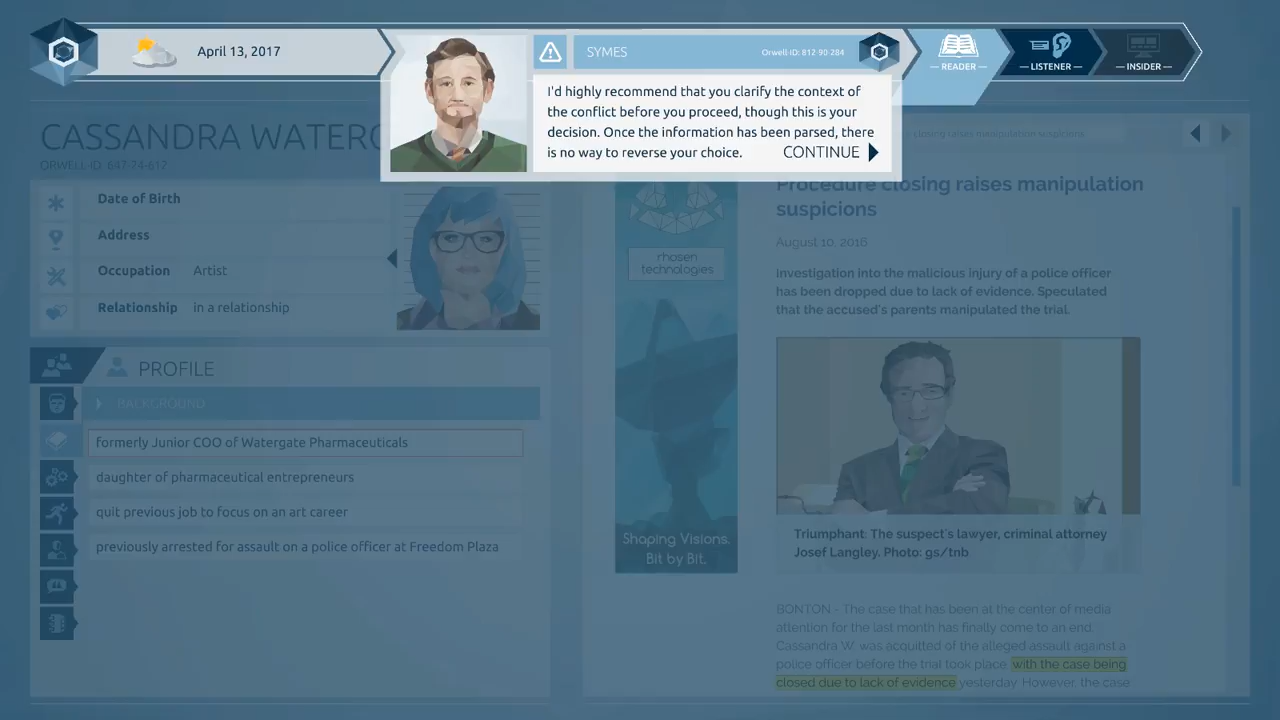 April 13, 2017
SYMES
Orwell-ID: 812-90-284
READER
LISTENER
INSIDER
I'd highly recommend that you clarify the context of
the conflict before you proceed, though this is your
decision. Once the information has been parsed, there
is no way to reverse your choice.
CONTINUE
CASSANDRA WATERG
ORWELL-ID: 647-74-612
Date of Birth
Address
Occupation Artist
Relationship in a relationship
PROFILE
BACKGROUND
formerly Junior COO of Watergate Pharmaceuticals
daughter of pharmaceutical entrepreneurs
quit previous job to focus on an art career
previously arrested for assault on a police officer at Freedom Plaza
closing raises manipulation suspicions
rhosen
technologies
Shaping Visions.
Bit by Bit.
Procedure closing raises manipulation
suspicions
August 10, 2016
Investigation into the malicious injury of a police officer
has been dropped due to lack of evidence. Speculated
that the accused's parents manipulated the trial.
Triumphant: The suspect's lawyer, criminal attorney
Josef Langley. Photo: gs/tnb
BONTON - The case that has been at the center of media
attention for the last month has finally come to an end.
Cassandra W. was acquitted of the alleged assault against a
police officer before the trial took place, with the case being
closed due to lack of evidence yesterday. However, the case